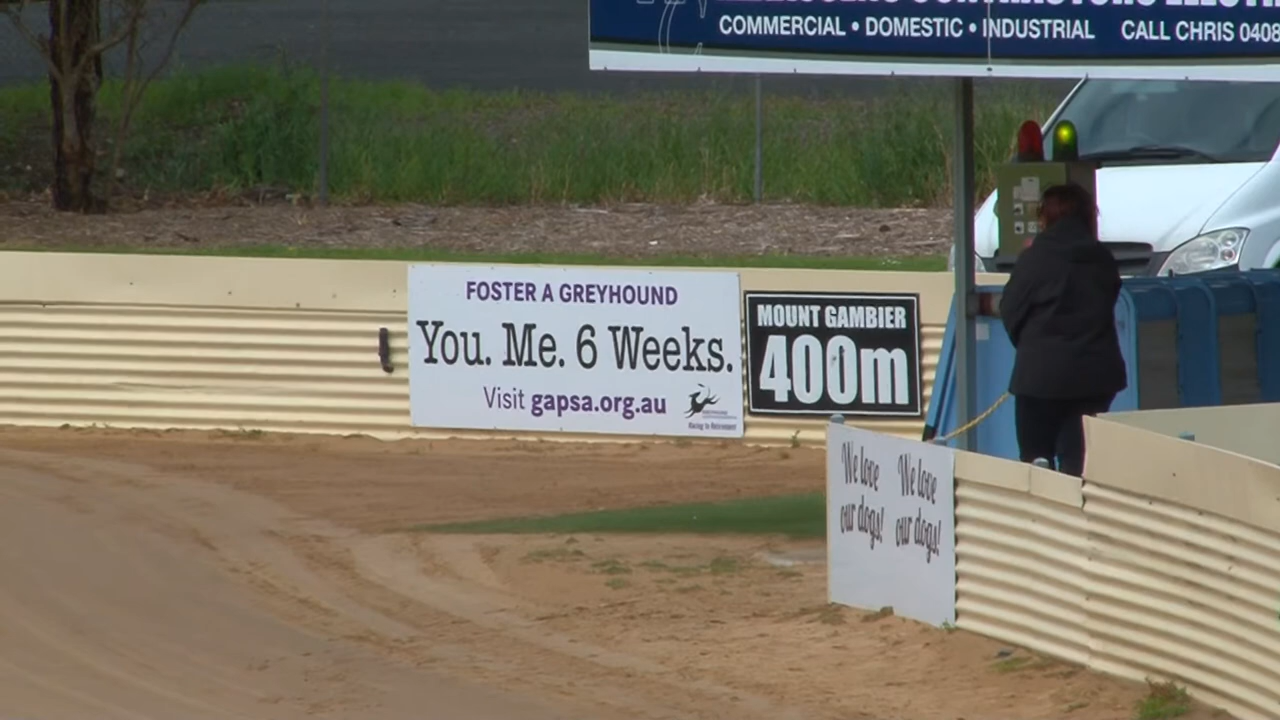 COMMERCIAL • DOMESTIC • INDUSTRIAL CALL CHRIS 0408
FOSTER A GREYHOUND
You. Me. 6 Weeks.
Visit gapsa.org.au
MOUNT GAMBIER
400m
We love
our dogs!
We love
our dogs!